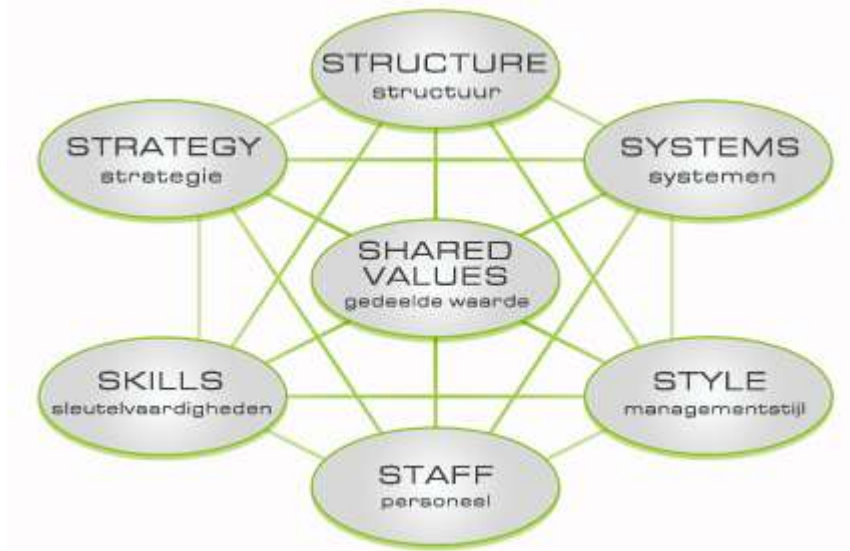 STRUCTURE
structuur
STRATEGY
strategie
SYSTEMS
systemen
SHARED
VALUES
gedeelde waarde
SKILLS
sleutelvaardigheden
STYLE
managementstijl
STAFF
personeel